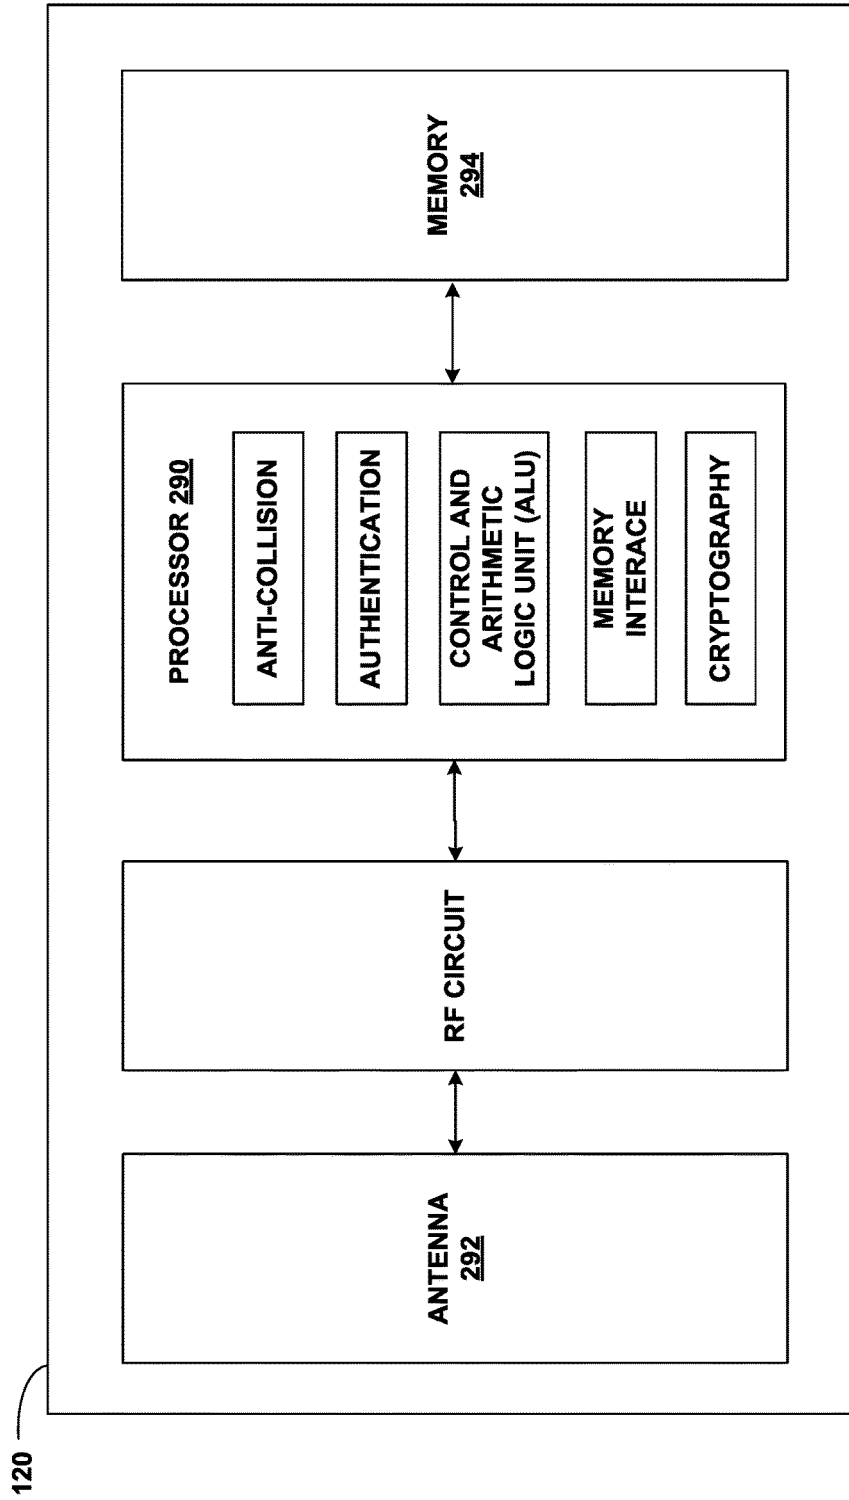 120
ANTENNA
292
RF CIRCUIT
PROCESSOR 290
ANTI-COLLISION
AUTHENTICATION
CONTROL AND
ARITHMETIC
LOGIC UNIT (ALU)
MEMORY
INTERACE
CRYPTOGRAPHY
MEMORY
294